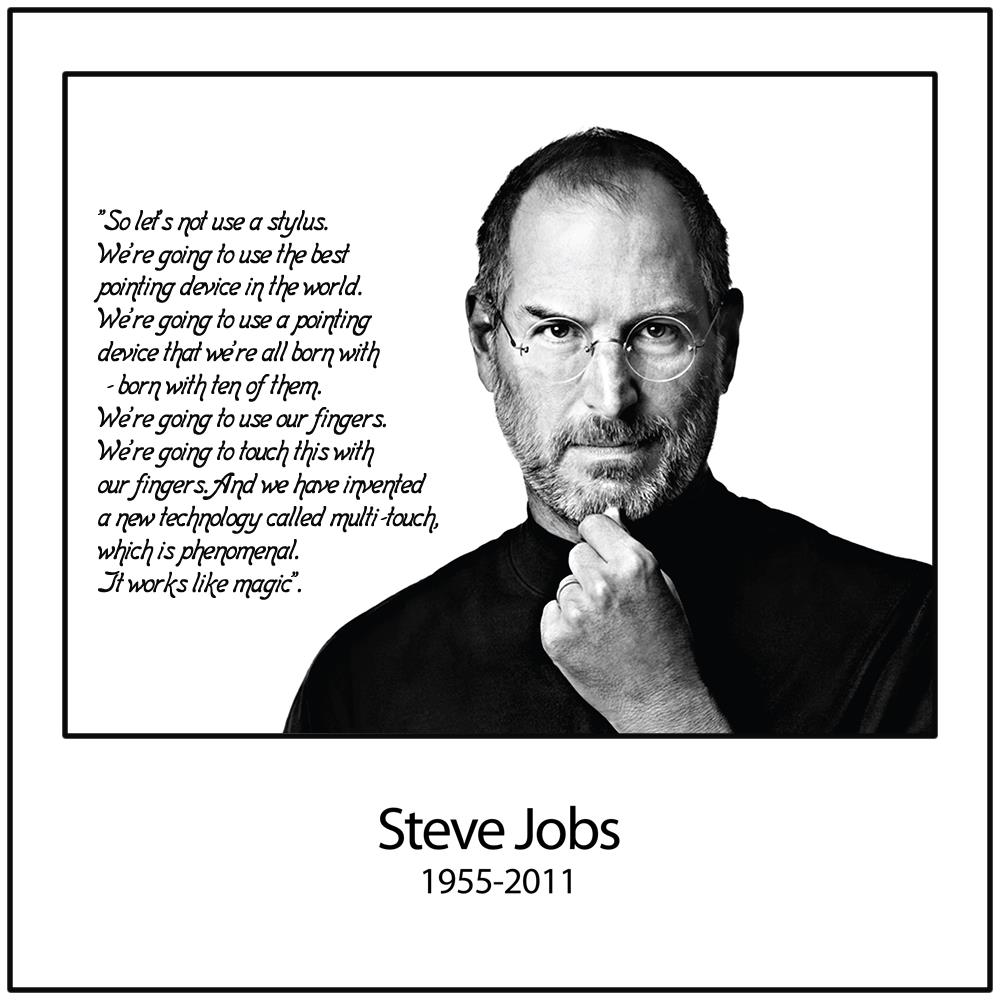 "So let's not use a stylus.
We're going to use the best
pointing device in the world.
We're going to use a pointing
device that we're all born with
- born with ten of them.
We're going to use our fingers.
We're going to touch this with
our fingers.And we have invented
a new technology called multi-touch,
which is phenomenal.
It works like magic".
Steve Jobs
1955-2011